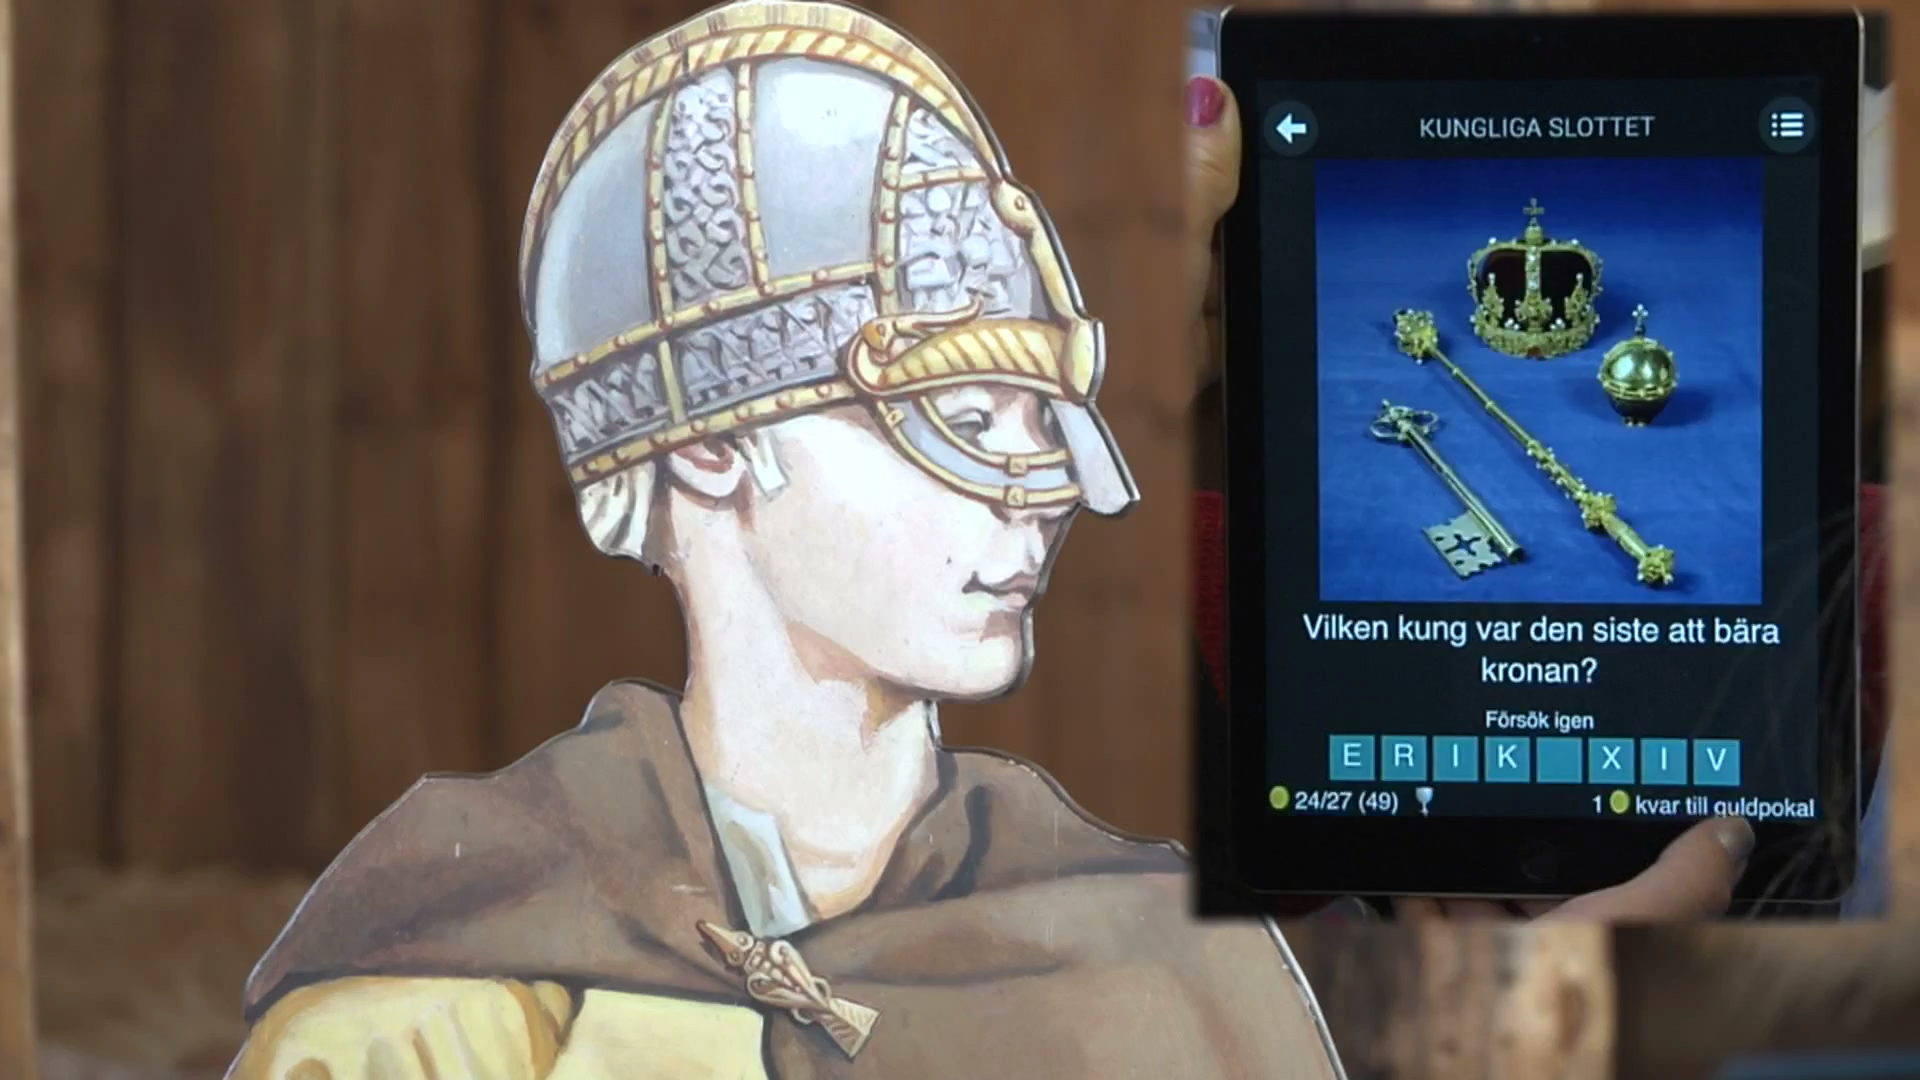 KUNGLIGA SLOTTET
Vilken kung var den siste att bära
kronan?
Försök igen
E R I K X I V
24/27 (49)
1 kvar till guldpokal